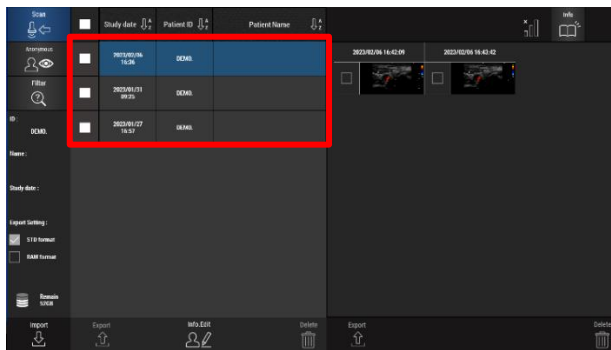 Scan
Study date
Patient ID
Patient Name
Info
Anonymous
2023/02/06
16:36
DEMO.
2023/02/06 16:42:09
2023/02/06 16:43:42
Filter
2023/01/31
09:25
DEMO.
ID :
DEMO.
2023/01/27
16:57
DEMO.
Name :
Study date :
Export Setting :
STD format
RAW format
Remain
52GB
Import
Export
Info.Edit
Delete
Export
Delete